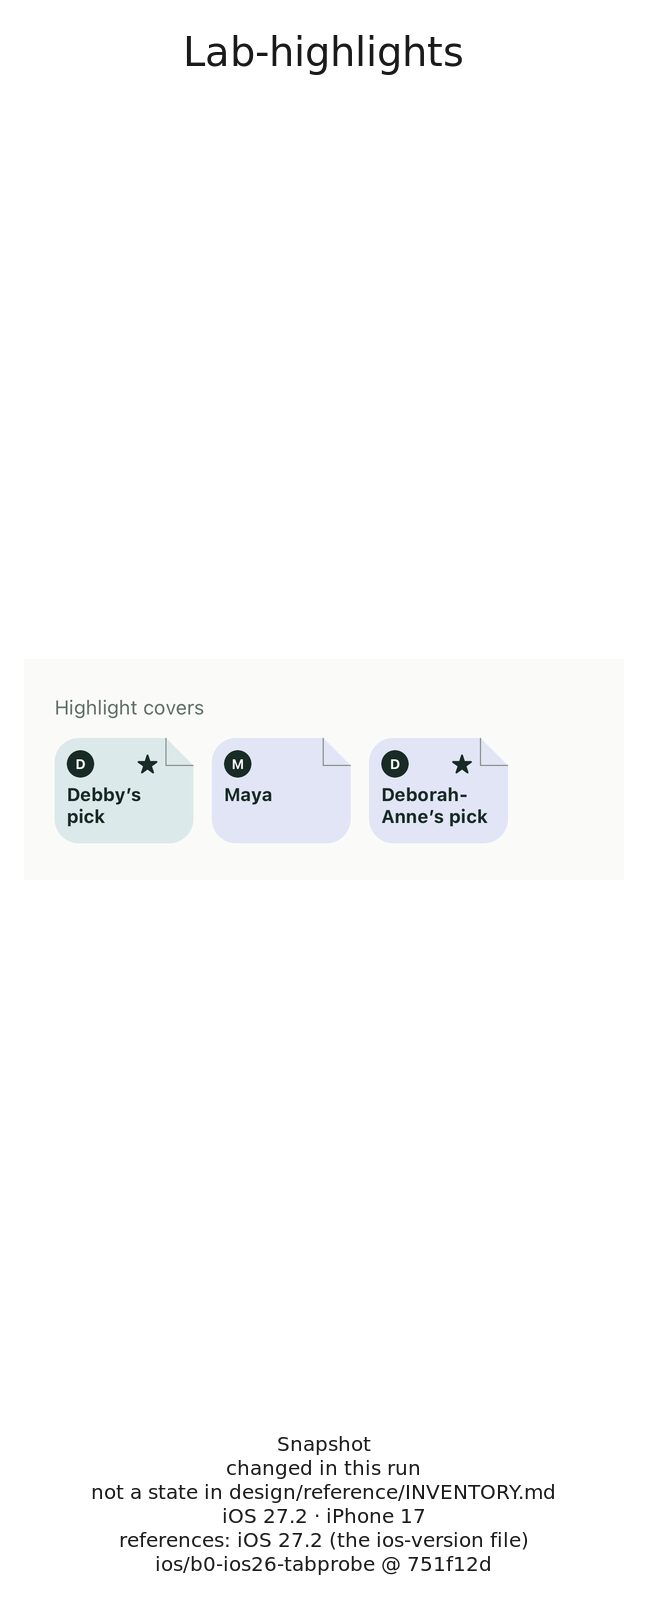 Lab-highlights
Highlight covers
D
Debby’s
pick
M
Maya
D
Deborah-
Anne’s pick
Snapshot
changed in this run
not a state in design/reference/INVENTORY.md
iOS 27.2 · iPhone 17
references: iOS 27.2 (the ios-version file)
ios/b0-ios26-tabprobe @ 751f12d